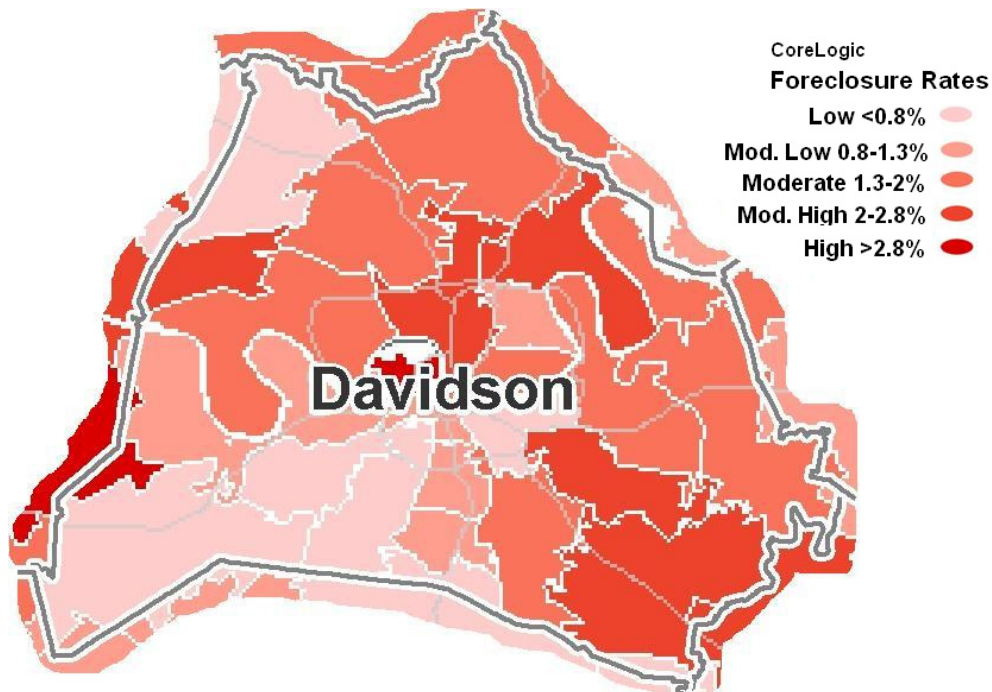 CoreLogic
Foreclosure Rates
Low <0.8%
Mod. Low 0.8-1.3%
Moderate 1.3-2%
Mod. High 2-2.8%
High >2.8%
Davidson